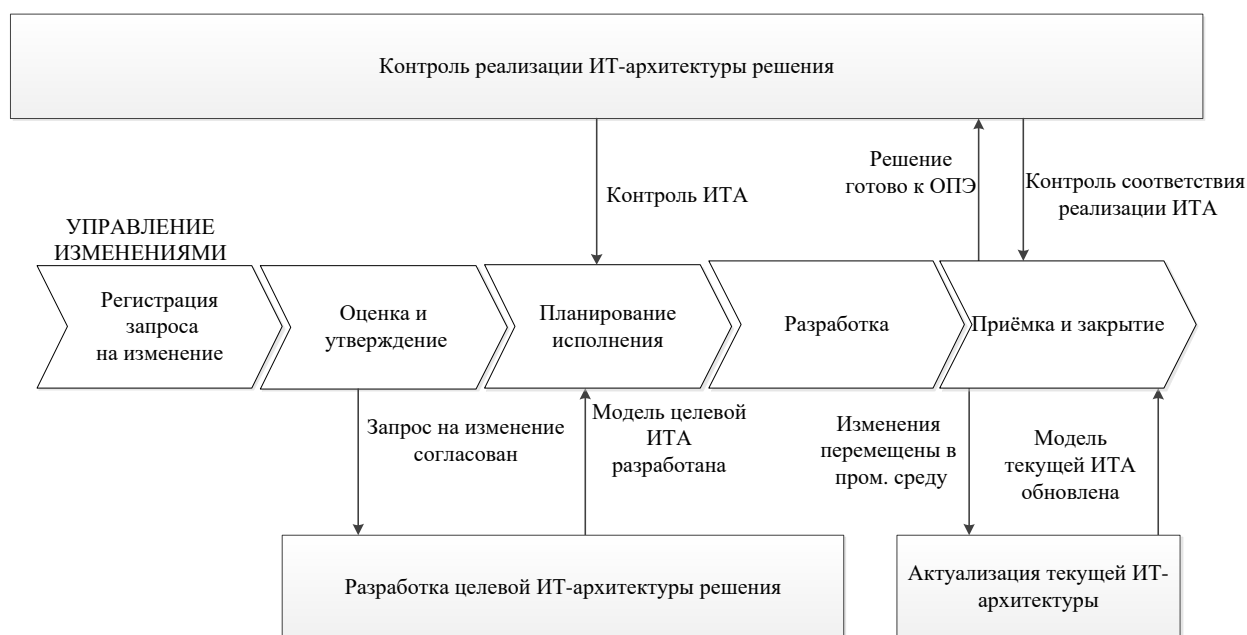 Контроль реализации ИТ-архитектуры решения
Решение
готово к ОПЭ
Контроль ИТА
Контроль соответствия
реализации ИТА
УПРАВЛЕНИЕ
ИЗМЕНЕНИЯМИ
Регистрация
запроса
на изменение
Оценка и
утверждение
Планирование
исполнения
Разработка
Приёмка и закрытие
Запрос на изменение
согласован
Модель целевой
ИТА
разработана
Изменения
перемещены в
пром. среду
Модель
текущей ИТА
обновлена
Разработка целевой ИТ-архитектуры решения
Актуализация текущей ИТ-
архитектуры